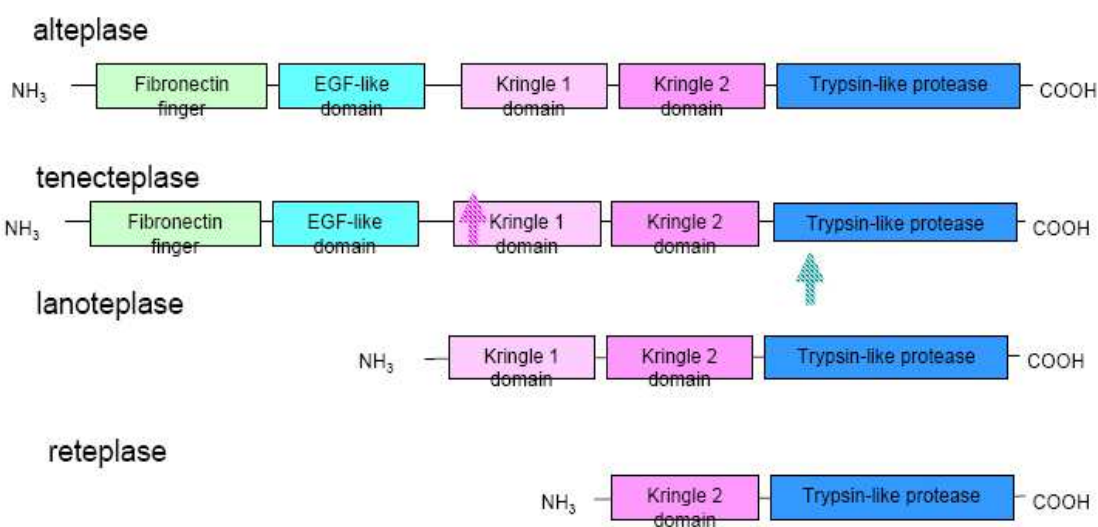 alteplase
NH₃ Fibronectin EGF-like Kringle 1 Kringle 2 Trypsin-like protease COOH
finger domain domain domain
tenecteplase
NH₃ Fibronectin EGF-like Kringle 1 Kringle 2 Trypsin-like protease COOH
finger domain domain domain
lanoteplase
NH₃ Kringle 1 Kringle 2 Trypsin-like protease COOH
domain domain
reteplase
NH₃ Kringle 2 Trypsin-like protease COOH
domain